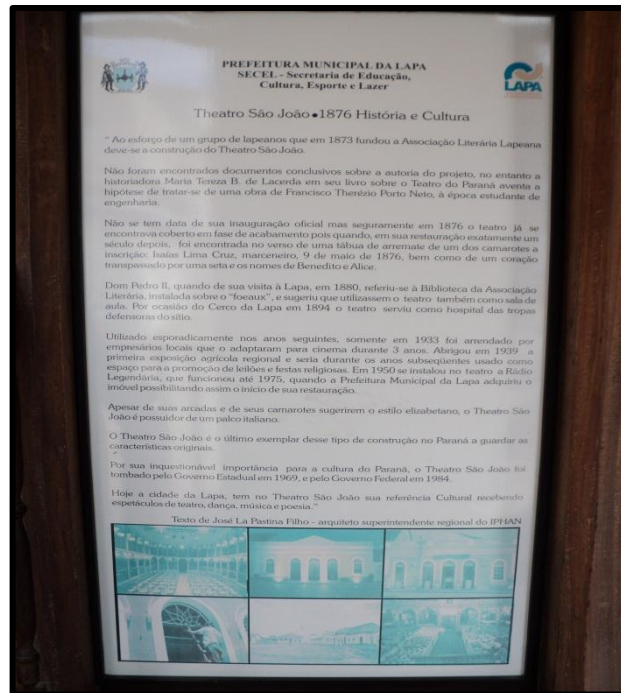 PREFEITURA MUNICIPAL DA LAPA
SECEL - Secretaria de Educação,
Cultura, Esporte e Lazer
LAPA
Theatro São João •1876 História e Cultura
" Ao esforço de um grupo de lapeanos que em 1873 fundou a Associação Literária Lapeana
deve-se a construção do Theatro São João.
Não foram encontrados documentos conclusivos sobre a autoria do projeto, no entanto a
historiadora Maria Tereza B. de Lacerda em seu livro sobre o Teatro do Paraná aventa a
hipótese de tratar-se de uma obra de Francisco Therézio Porto Neto, à época estudante de
engenharia.
Não se tem data de sua inauguração oficial mas seguramente em 1876 o teatro já se
encontrava coberto em fase de acabamento pois quando, em sua restauração exatamente um
século depois, foi encontrada no verso de uma tábua de arremate de um dos camarotes a
inscrição: Isaías Lima Cruz, marceneiro, 9 de maio de 1876, bem como de um coração
transpassado por uma seta e os nomes de Benedito e Alice.
Dom Pedro II, quando de sua visita à Lapa, em 1880, referiu-se à Biblioteca da Associação
Literária, instalada sobre o "foeaux", e sugeriu que utilizassem o teatro também como sala de
aula. Por ocasião do Cerco da Lapa em 1894 o teatro serviu como hospital das tropas
defensoras do sítio.
Utilizado esporadicamente nos anos seguintes, somente em 1933 foi arrendado por
empresários locais que o adaptaram para cinema durante 3 anos. Abrigou em 1939 a
primeira exposição agrícola regional e seria durante os anos subseqüentes usado como
espaço para a promoção de leilões e festas religiosas. Em 1950 se instalou no teatro a Rádio
Legendária, que funcionou até 1975, quando a Prefeitura Municipal da Lapa adquiriu o
imóvel possibilitando assim o início de sua restauração.
Apesar de suas arcadas e de seus camarotes sugerirem o estilo elizabetano, o Theatro São
João é possuidor de um palco italiano.
O Theatro São João é o último exemplar desse tipo de construção no Paraná a guardar as
características originais.
Por sua inquestionável importância para a cultura do Paraná, o Theatro São João foi
tombado pelo Governo Estadual em 1969, e pelo Governo Federal em 1984.
Hoje a cidade da Lapa, tem no Theatro São João sua referência Cultural recebendo
espetáculos de teatro, dança, música e poesia."
Texto de José La Pastina Filho - arquiteto superintendente regional do IPHAN